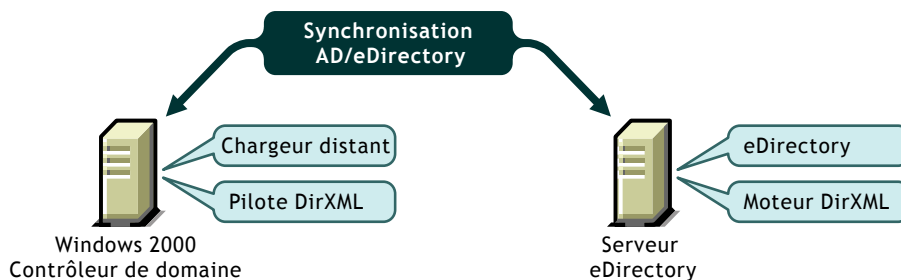 Synchronisation
AD/eDirectory
Chargeur distant
Pilote DirXML
Windows 2000
Contrôleur de domaine
eDirectory
Moteur DirXML
Serveur
eDirectory